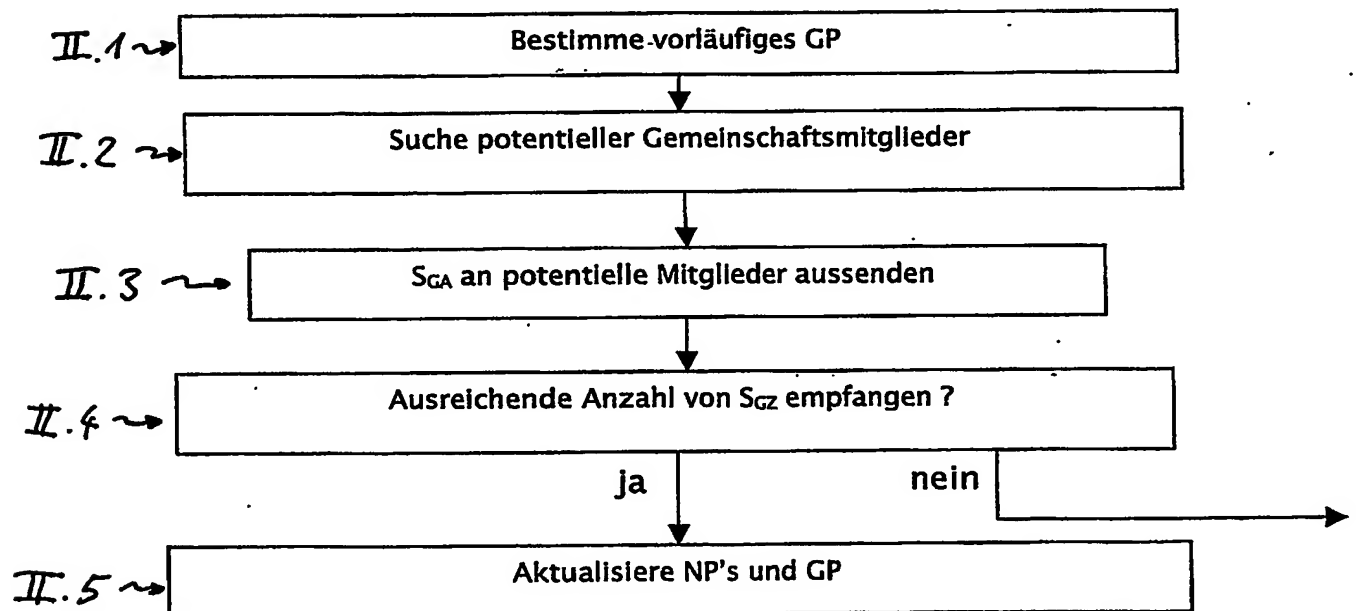 II.1 Bestimme vorläufiges GP
II.2 Suche potentieller Gemeinschaftsmitglieder
II.3 SGA an potentielle Mitglieder aussenden
II.4 Ausreichende Anzahl von SGZ empfangen ?
ja nein
II.5 Aktualisiere NP's und GP